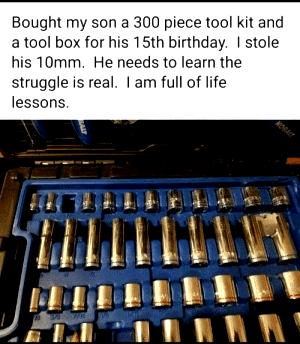 Bought my son a 300 piece tool kit and
a tool box for his 15th birthday.  I stole
his 10mm.  He needs to learn the
struggle is real.  I am full of life
lessons.